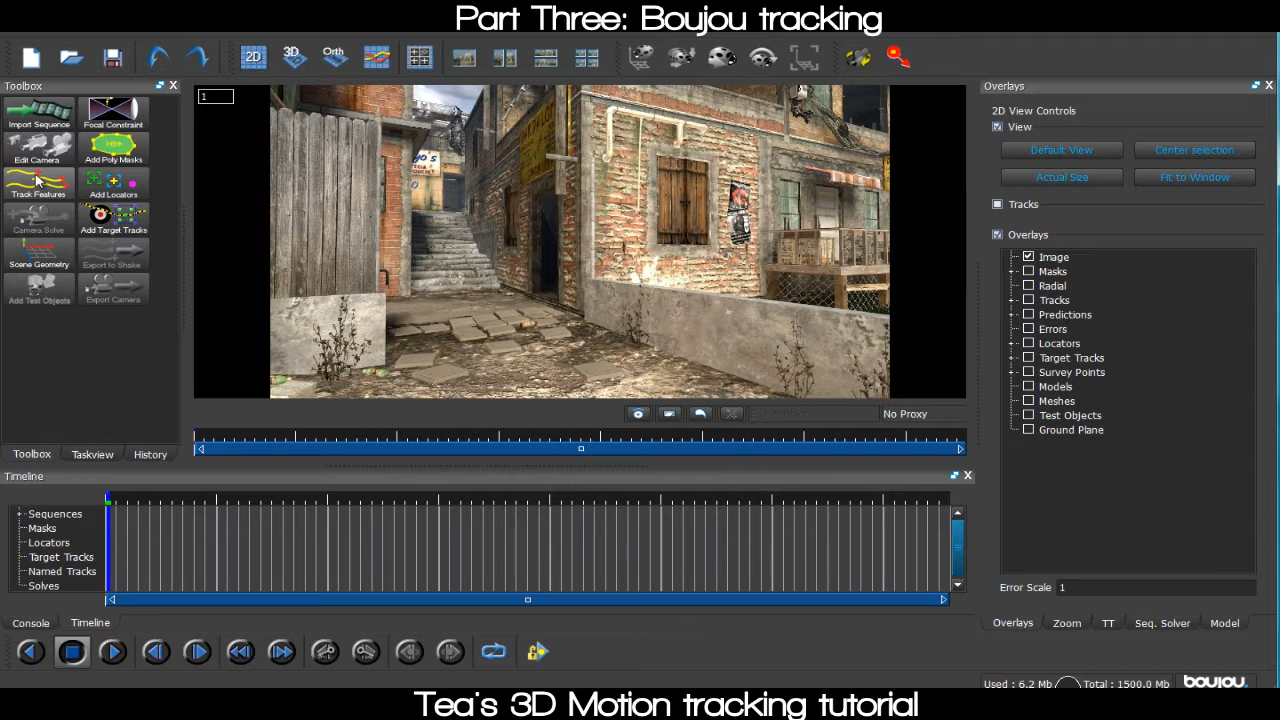 Part Three: Boujou tracking
2D
3D
Orth
Toolbox
Overlays
1
Import Sequence
Focal Constraint
Edit Camera
Add Poly Masks
Track Features
Add Locators
Camera Solve
Add Target Tracks
Scene Geometry
Export to Shake
Add Test Objects
Export Camera
2D View Controls
View
Default View
Center selection
Actual Size
Fit to Window
Tracks
Overlays
Image
Masks
Radial
Tracks
Predictions
Errors
Locators
Target Tracks
Survey Points
Models
Meshes
Test Objects
Ground Plane
No Proxy
Toolbox
Taskview
History
Timeline
Sequences
Masks
Locators
Target Tracks
Named Tracks
Solves
Error Scale 1
Console
Timeline
Overlays
Zoom
TT
Seq. Solver
Model
Used : 6.2 Mb
Total : 1500.0 Mb
boujou
Tea's 3D Motion tracking tutorial